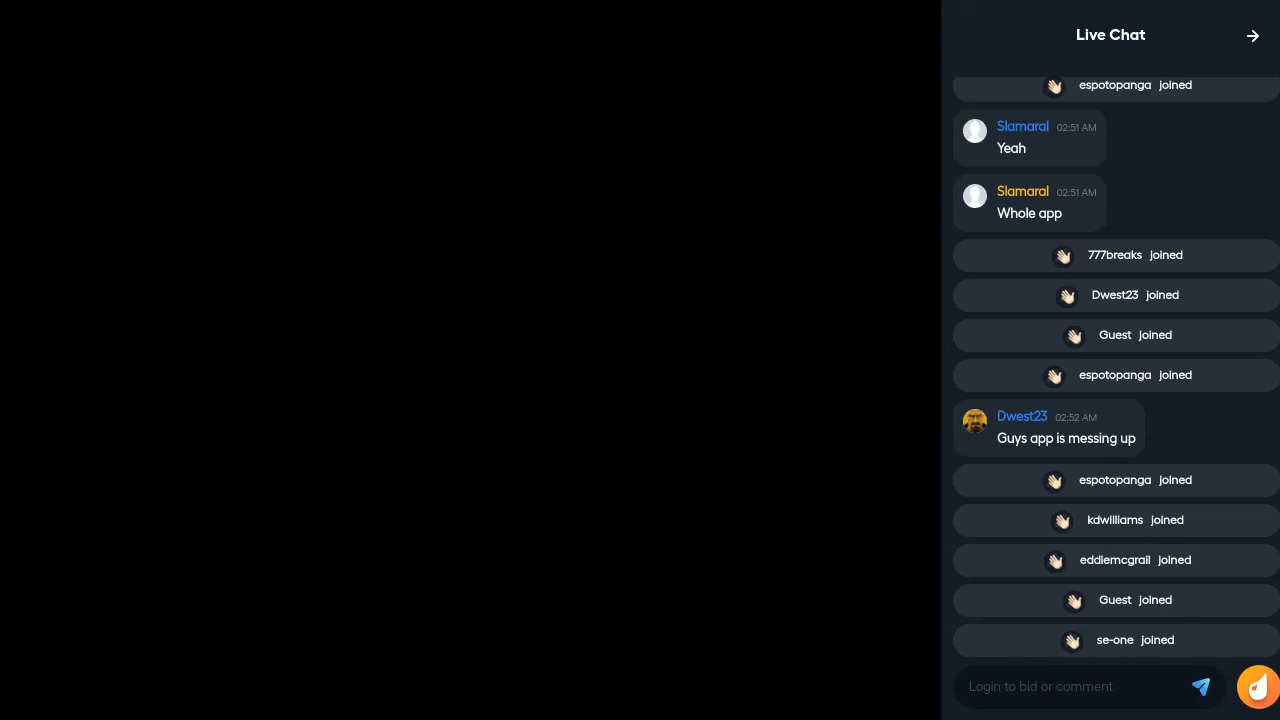 Live Chat
espotopanga joined
Slamaral 02:51 AM
Yeah
Slamaral 02:51 AM
Whole app
777breaks joined
Dwest23 joined
Guest joined
espotopanga joined
Dwest23 02:52 AM
Guys app is messing up
espotopanga joined
kdwilliams joined
eddiemcgrail joined
Guest joined
se-one joined
Login to bid or comment